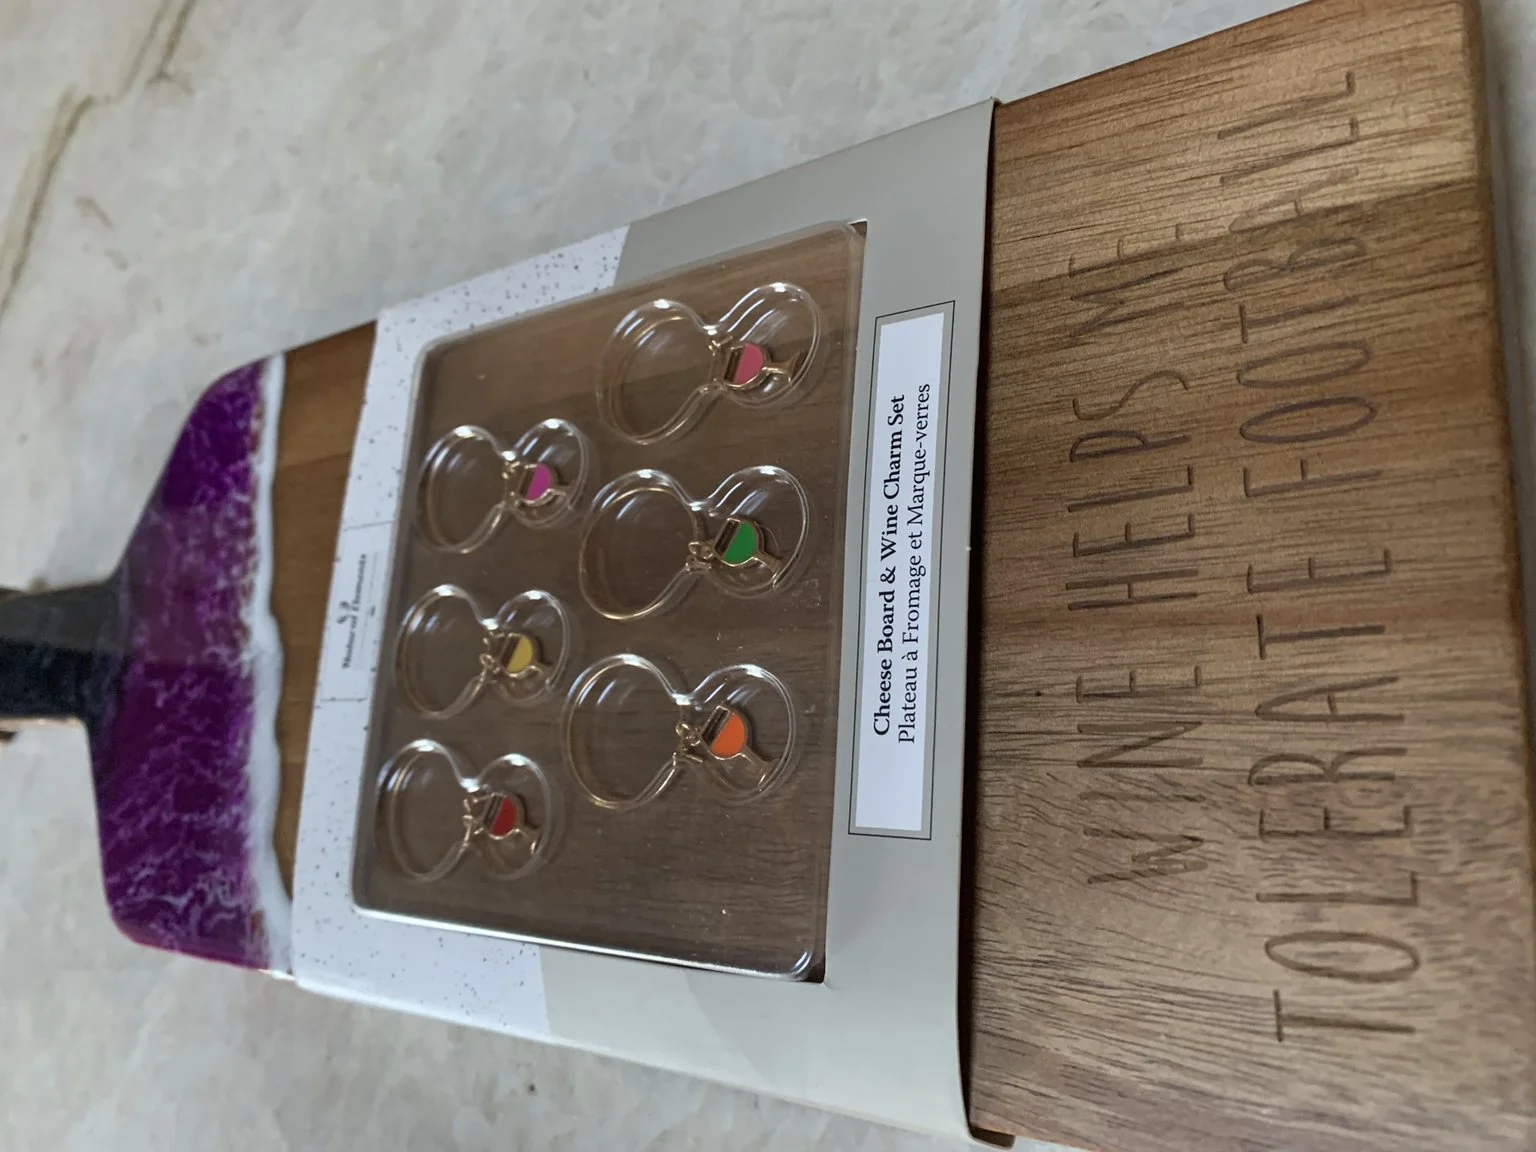 Cheese Board & Wine Charm Set
Plateau à Fromage et Marque-verres
WINE HELPS ME
TOLERATE FOOTBALL